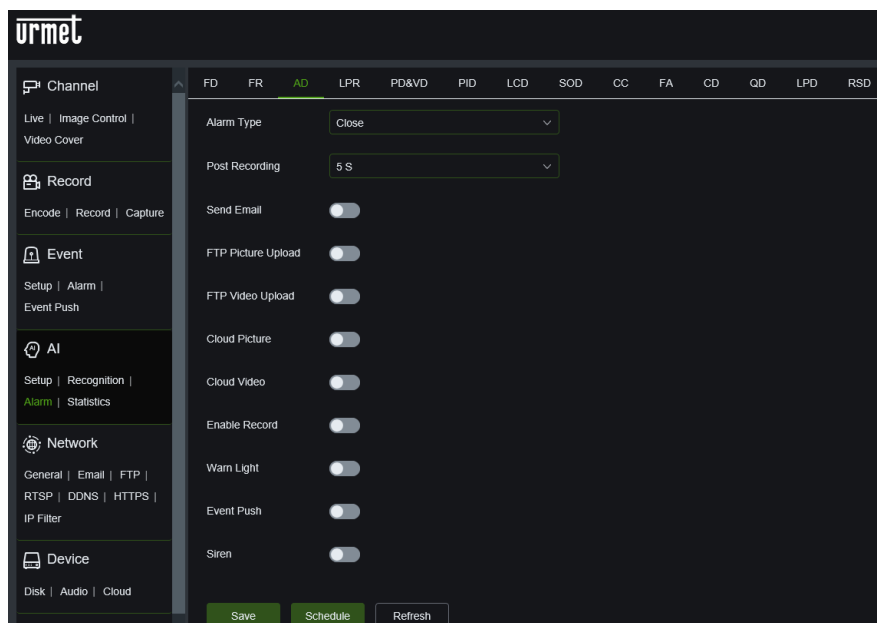 urmet
Channel
Live | Image Control |
Video Cover
Record
Encode | Record | Capture
Event
Setup | Alarm |
Event Push
AI
AI
Setup | Recognition |
Alarm | Statistics
Network
General | Email | FTP |
RTSP | DDNS | HTTPS |
IP Filter
Device
Disk | Audio | Cloud
FD FR AD LPR PD&VD PID LCD SOD CC FA CD QD LPD RSD
Alarm Type Close
Post Recording 5 S
Send Email
FTP Picture Upload
FTP Video Upload
Cloud Picture
Cloud Video
Enable Record
Warn Light
Event Push
Siren
Save Schedule Refresh